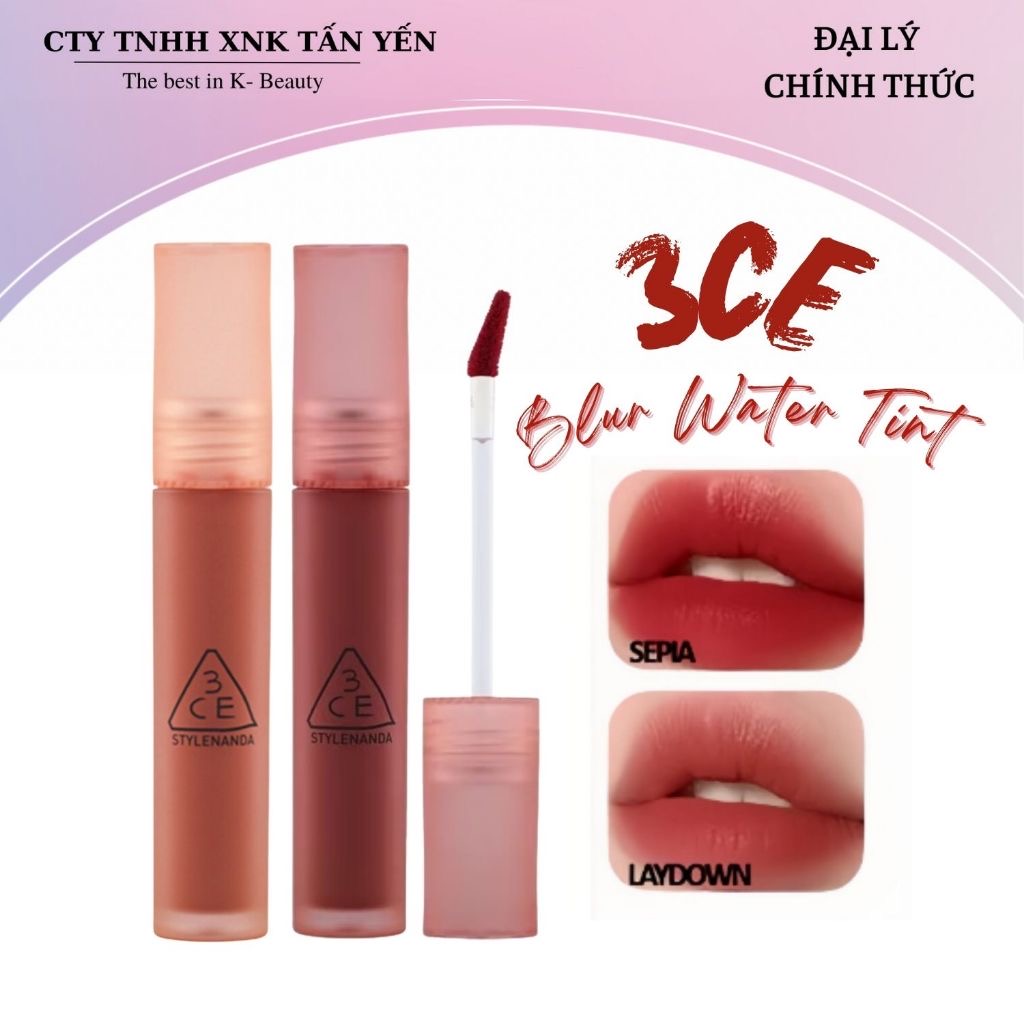 CTY TNHH XNK TẤN YẾN
The best in K- Beauty
ĐẠI LÝ
CHÍNH THỨC
3CE
Blur Water Tint
3
CE
STYLENANDA
3
CE
STYLENANDA
SEPIA
LAYDOWN